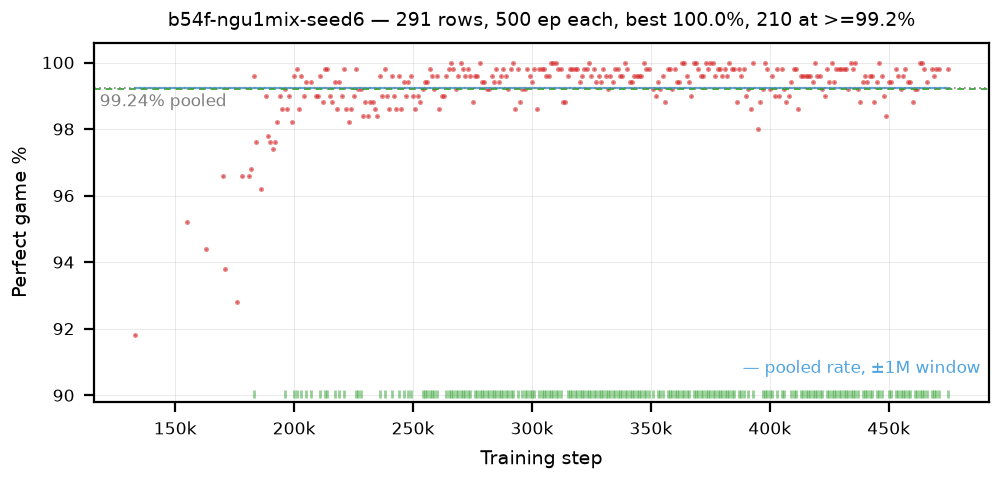 b54f-ngu1mix-seed6 — 291 rows, 500 ep each, best 100.0%, 210 at >=99.2%
Perfect game %
100
98
96
94
92
90
99.24% pooled
— pooled rate, ±1M window
150k
200k
250k
300k
350k
400k
450k
Training step